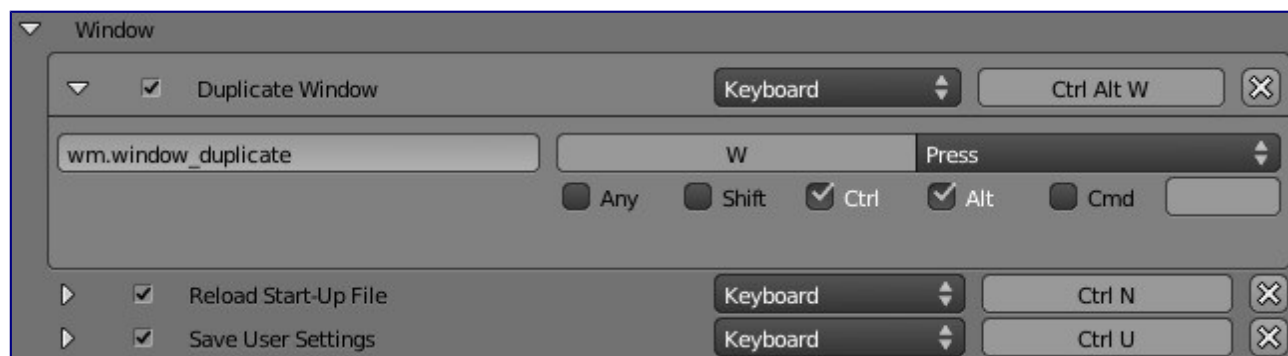 Window
Duplicate Window Keyboard Ctrl Alt W
wm.window_duplicate W Press
Any Shift Ctrl Alt Cmd
Reload Start-Up File Keyboard Ctrl N
Save User Settings Keyboard Ctrl U